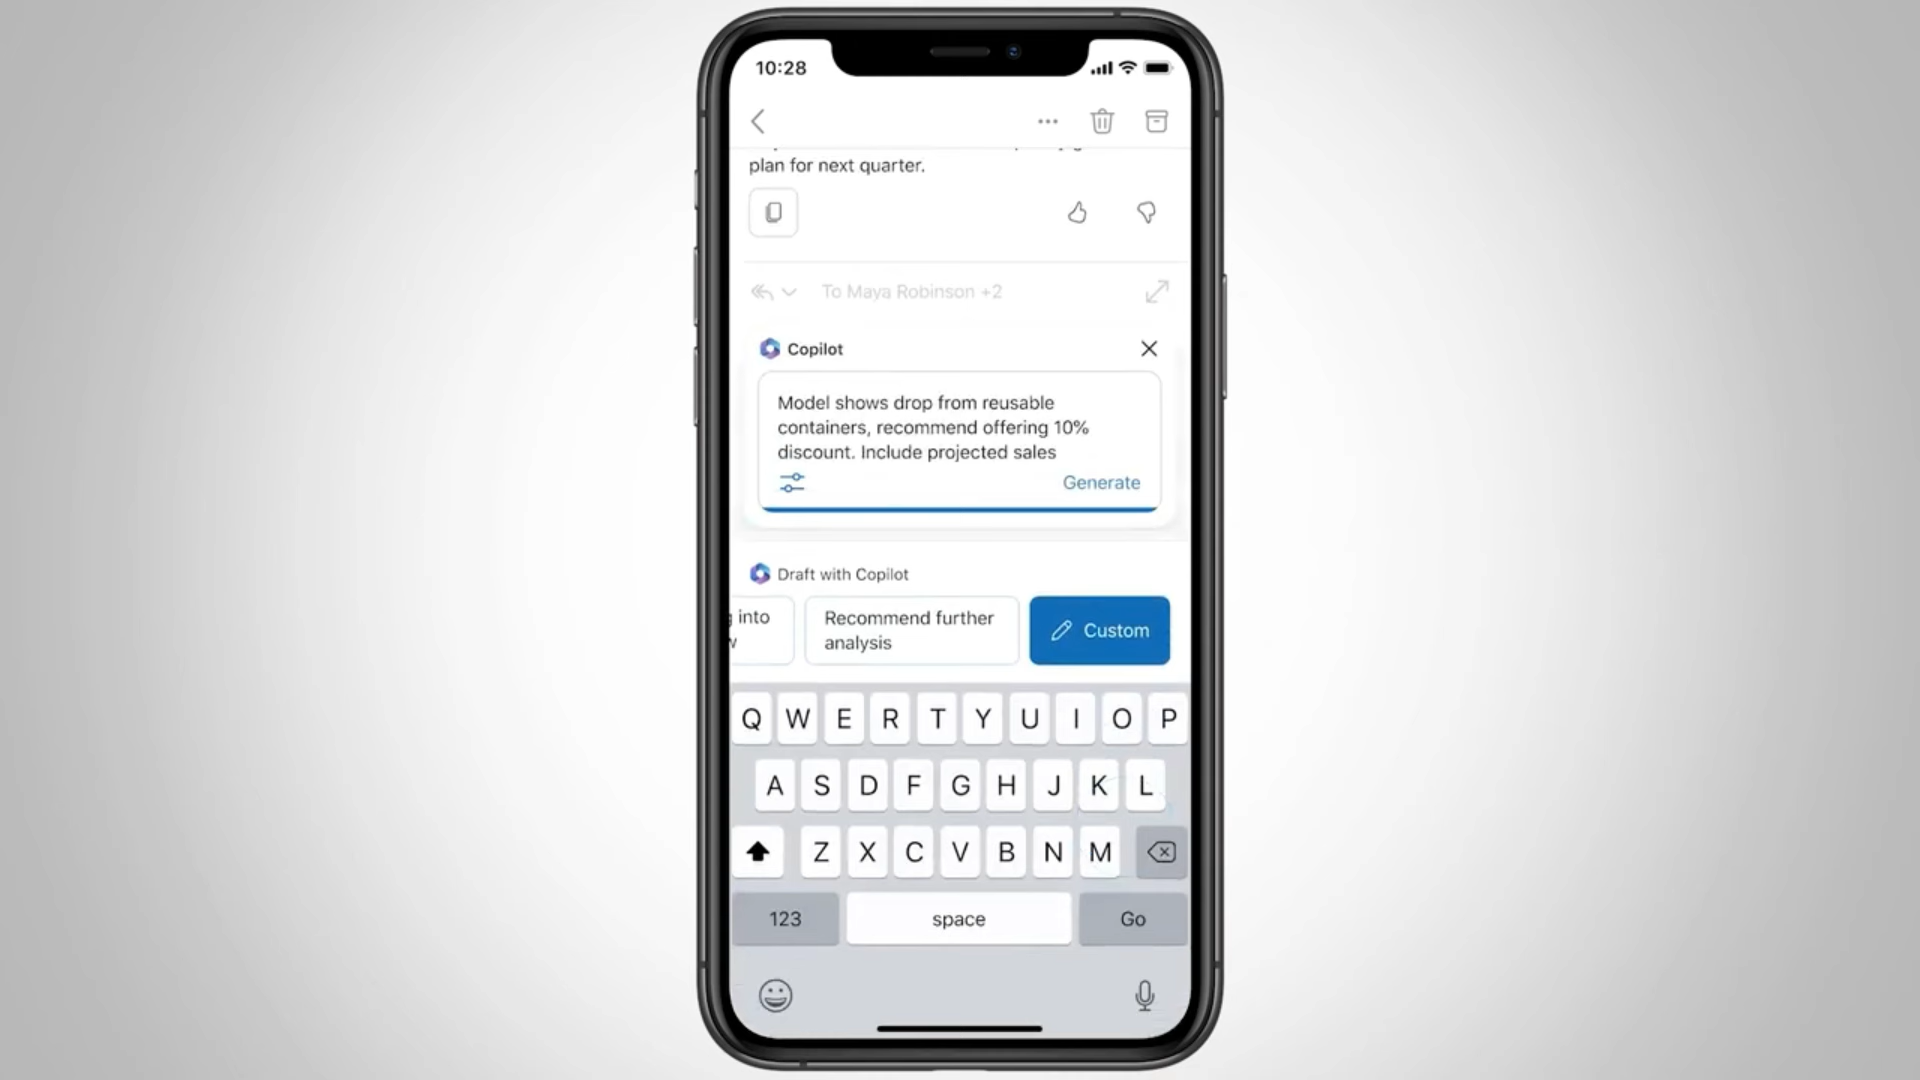 10:28
plan for next quarter.
To Maya Robinson +2
Copilot
Model shows drop from reusable
containers, recommend offering 10%
discount. Include projected sales
Generate
Draft with Copilot
into
Recommend further
analysis
Custom
Q W E R T Y U I O P
A S D F G H J K L
Z X C V B N M
123 space Go